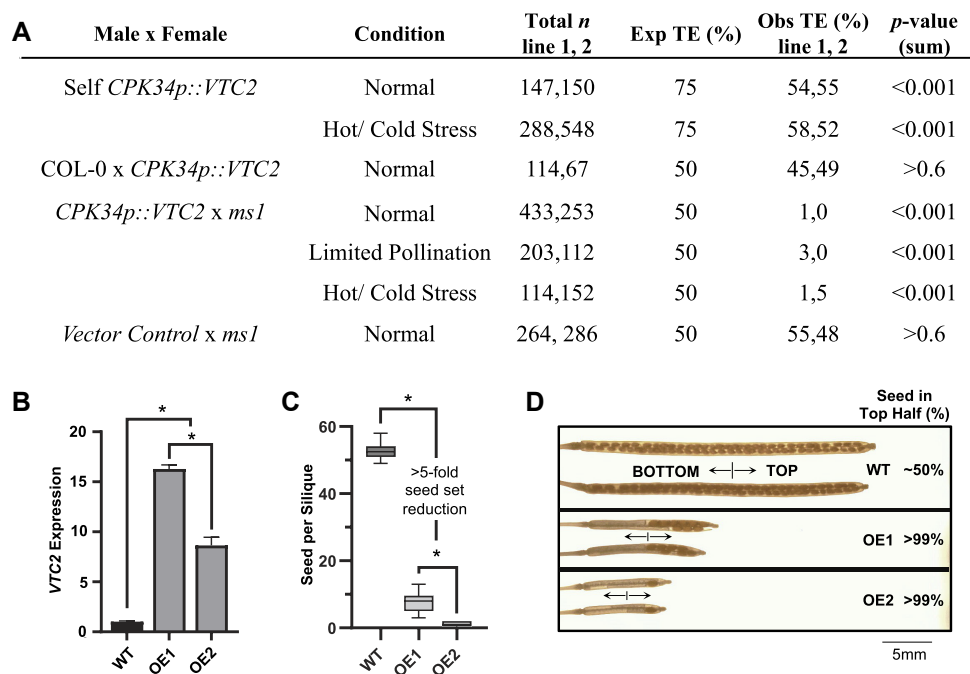 A
Male x Female Condition Total n line 1, 2 Exp TE (%) Obs TE (%) line 1, 2 p-value (sum)
Self CPK34p::VTC2 Normal 147,150 75 54,55 <0.001
Hot/ Cold Stress 288,548 75 58,52 <0.001
COL-0 x CPK34p::VTC2 Normal 114,67 50 45,49 >0.6
CPK34p::VTC2 x ms1 Normal 433,253 50 1,0 <0.001
Limited Pollination 203,112 50 3,0 <0.001
Hot/ Cold Stress 114,152 50 1,5 <0.001
Vector Control x ms1 Normal 264, 286 50 55,48 >0.6
B
VTC2 Expression
20
15
10
5
0
*
*
WT OE1 OE2
C
Seed per Silique
60
40
20
0
*
>5-fold
seed set
reduction
*
WT OE1 OE2
D
Seed in
Top Half (%)
BOTTOM TOP
WT ~50%
OE1 >99%
OE2 >99%
5mm